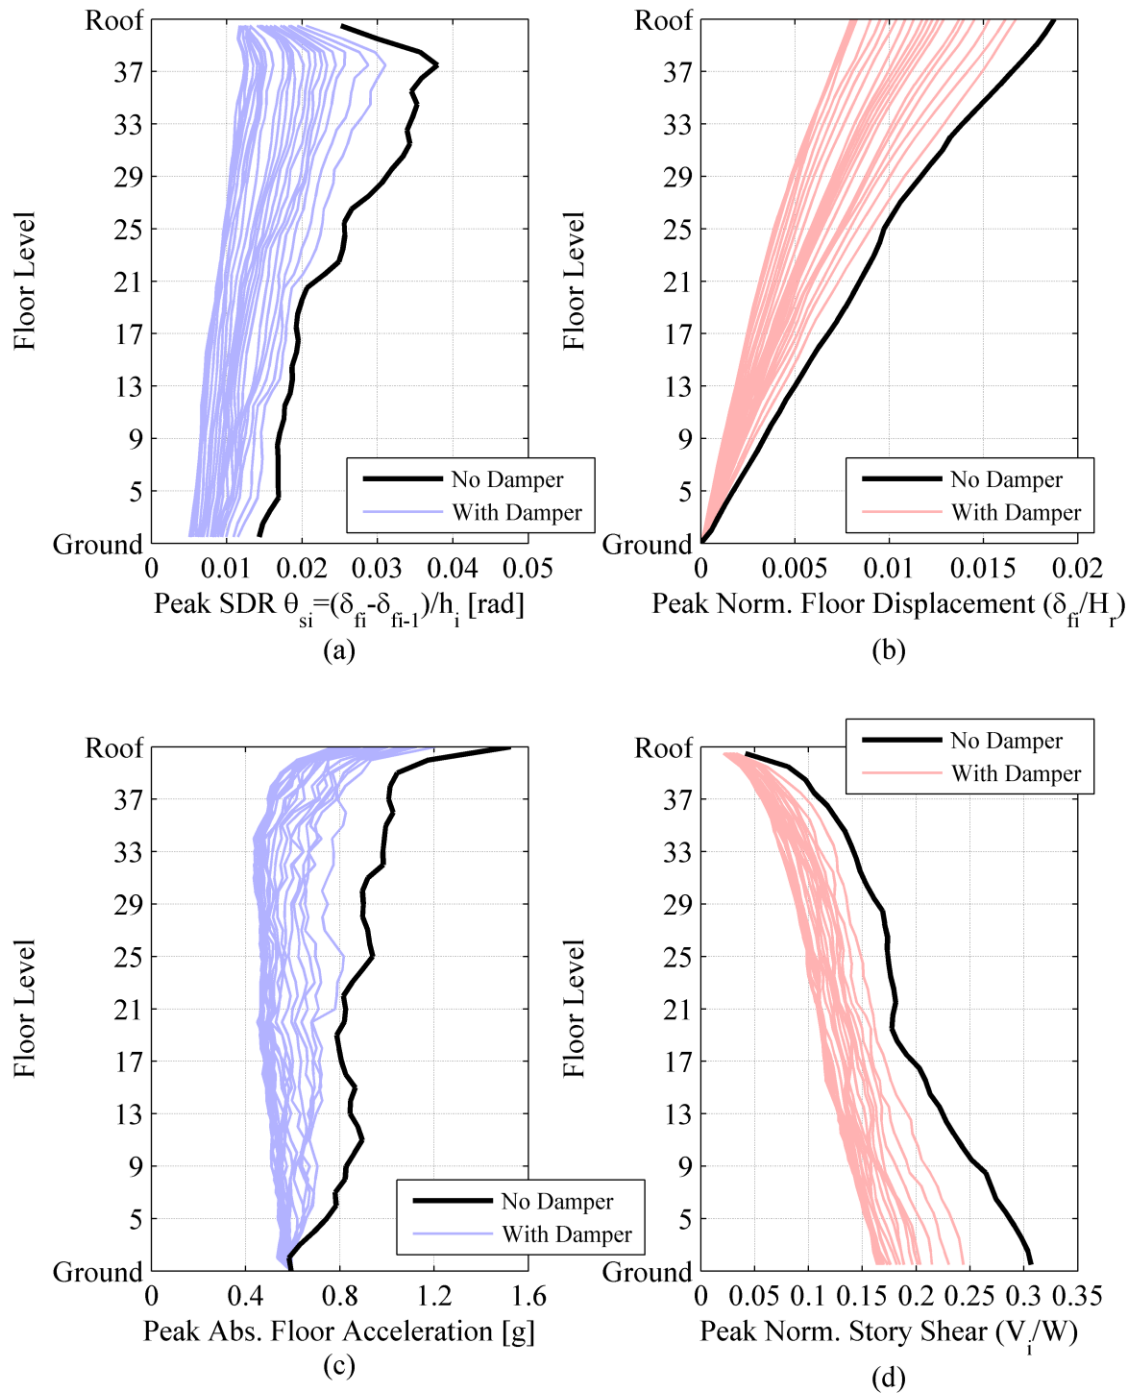 Roof
37
33
29
25
21
17
13
9
5
Ground
Floor Level
No Damper
With Damper
0 0.01 0.02 0.03 0.04 0.05
Peak SDR θsi=(δfi-δfi-1)/hi [rad]
(a)
Roof
37
33
29
25
21
17
13
9
5
Ground
Floor Level
No Damper
With Damper
0 0.005 0.01 0.015 0.02
Peak Norm. Floor Displacement (δfi/Hr)
(b)
Roof
37
33
29
25
21
17
13
9
5
Ground
Floor Level
No Damper
With Damper
0 0.4 0.8 1.2 1.6
Peak Abs. Floor Acceleration [g]
(c)
Roof
37
33
29
25
21
17
13
9
5
Ground
Floor Level
No Damper
With Damper
0 0.05 0.1 0.15 0.2 0.25 0.3 0.35
Peak Norm. Story Shear (Vi/W)
(d)